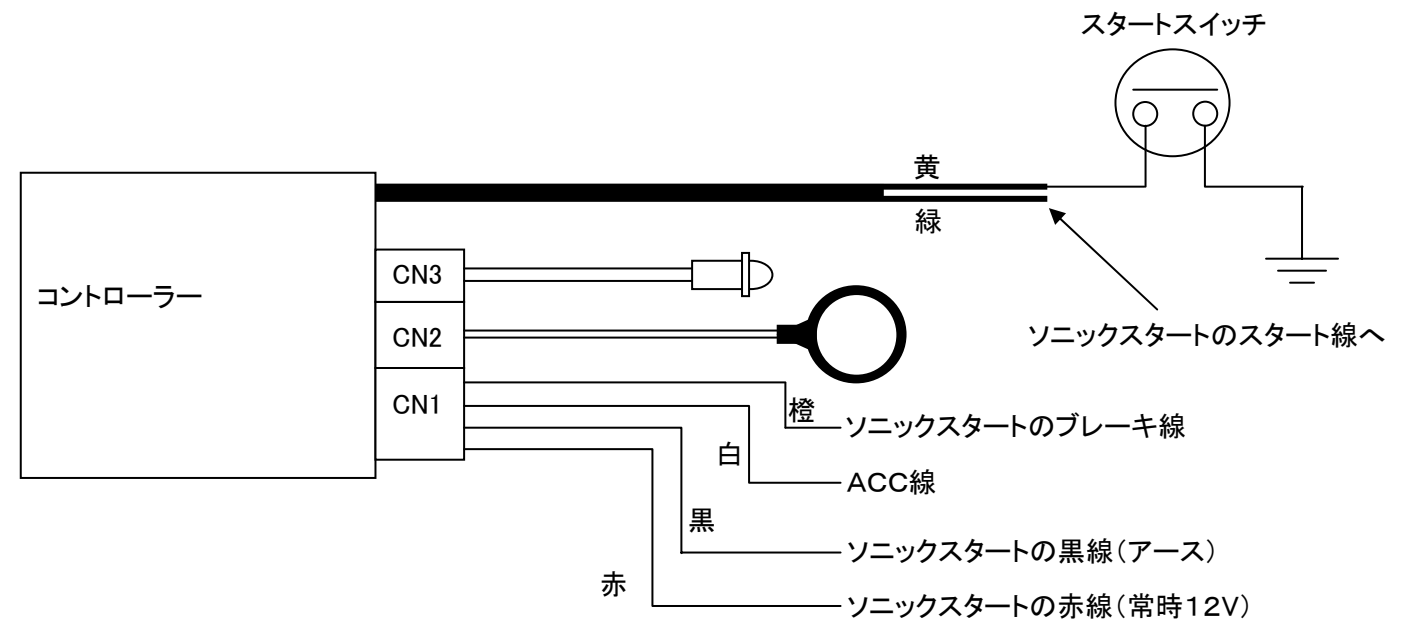 スタートスイッチ
黄
緑
コントローラー
CN3
CN2
CN1
ソニックスタートのスタート線へ
橙
ソニックスタートのブレーキ線
白
ACC線
黒
ソニックスタートの黒線(アース)
赤
ソニックスタートの赤線(常時12V)